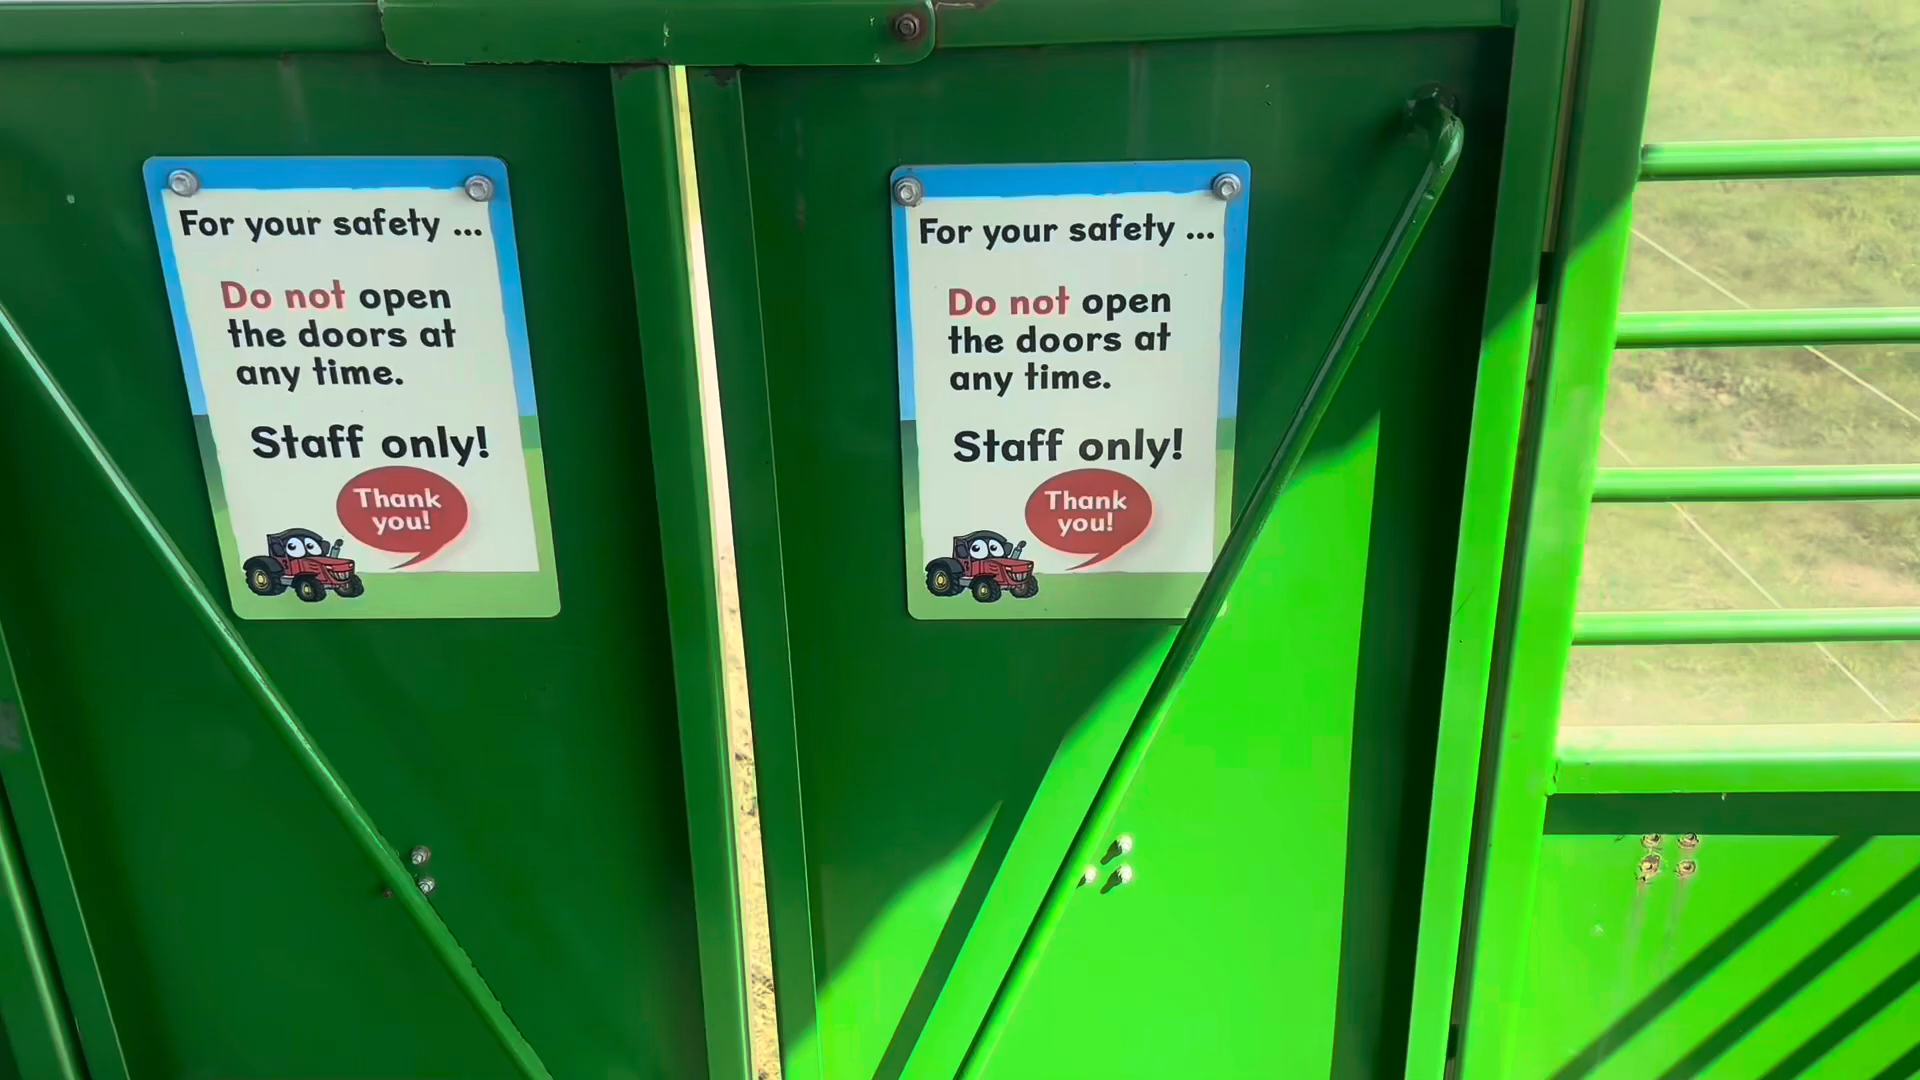 For your safety ...
Do not open
the doors at
any time.
Staff only!
Thank
you!
For your safety ...
Do not open
the doors at
any time.
Staff only!
Thank
you!